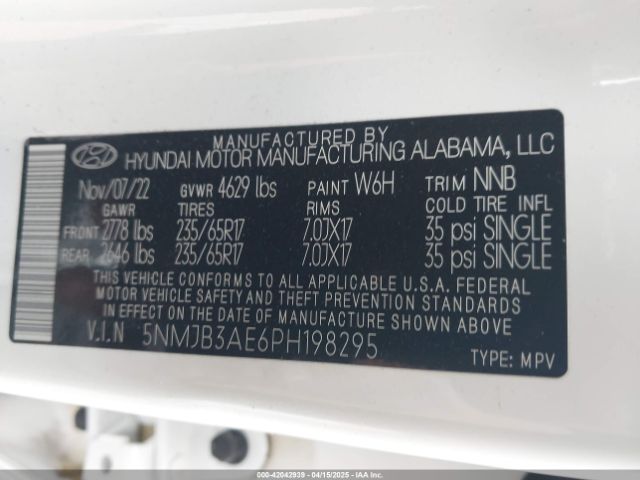 MANUFACTURED BY
HYUNDAI MOTOR MANUFACTURING ALABAMA, LLC
Nov/07/22 GVWR 4629 lbs PAINT W6H TRIM NNB
GAWR TIRES RIMS COLD TIRE INFL
FRONT 2778 lbs 235/65R17 7.0JX17 35 psi SINGLE
REAR 2646 lbs 235/65R17 7.0JX17 35 psi SINGLE
THIS VEHICLE CONFORMS TO ALL APPLICABLE U.S.A. FEDERAL
MOTOR VEHICLE SAFETY AND THEFT PREVENTION STANDARDS
IN EFFECT ON THE DATE OF MANUFACTURE SHOWN ABOVE.
V.I.N 5NMJB3AE6PH198295
TYPE: MPV
000-42042939 - 04/15/2025 - IAA Inc.